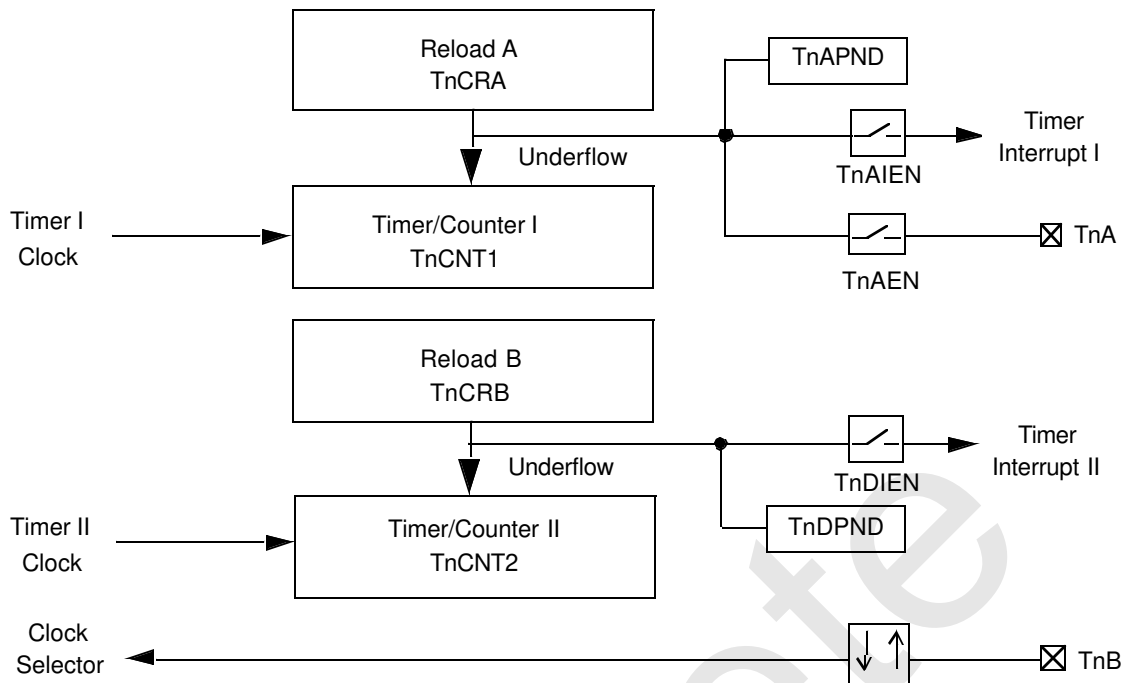 Reload A
TnCRA
TnAPND
Timer
Interrupt I
Underflow
TnAIEN
Timer I
Clock
Timer/Counter I
TnCNT1
TnA
TnAEN
Reload B
TnCRB
Timer
Interrupt II
Underflow
TnDIEN
Timer II
Clock
Timer/Counter II
TnCNT2
TnDPND
Clock
Selector
TnB